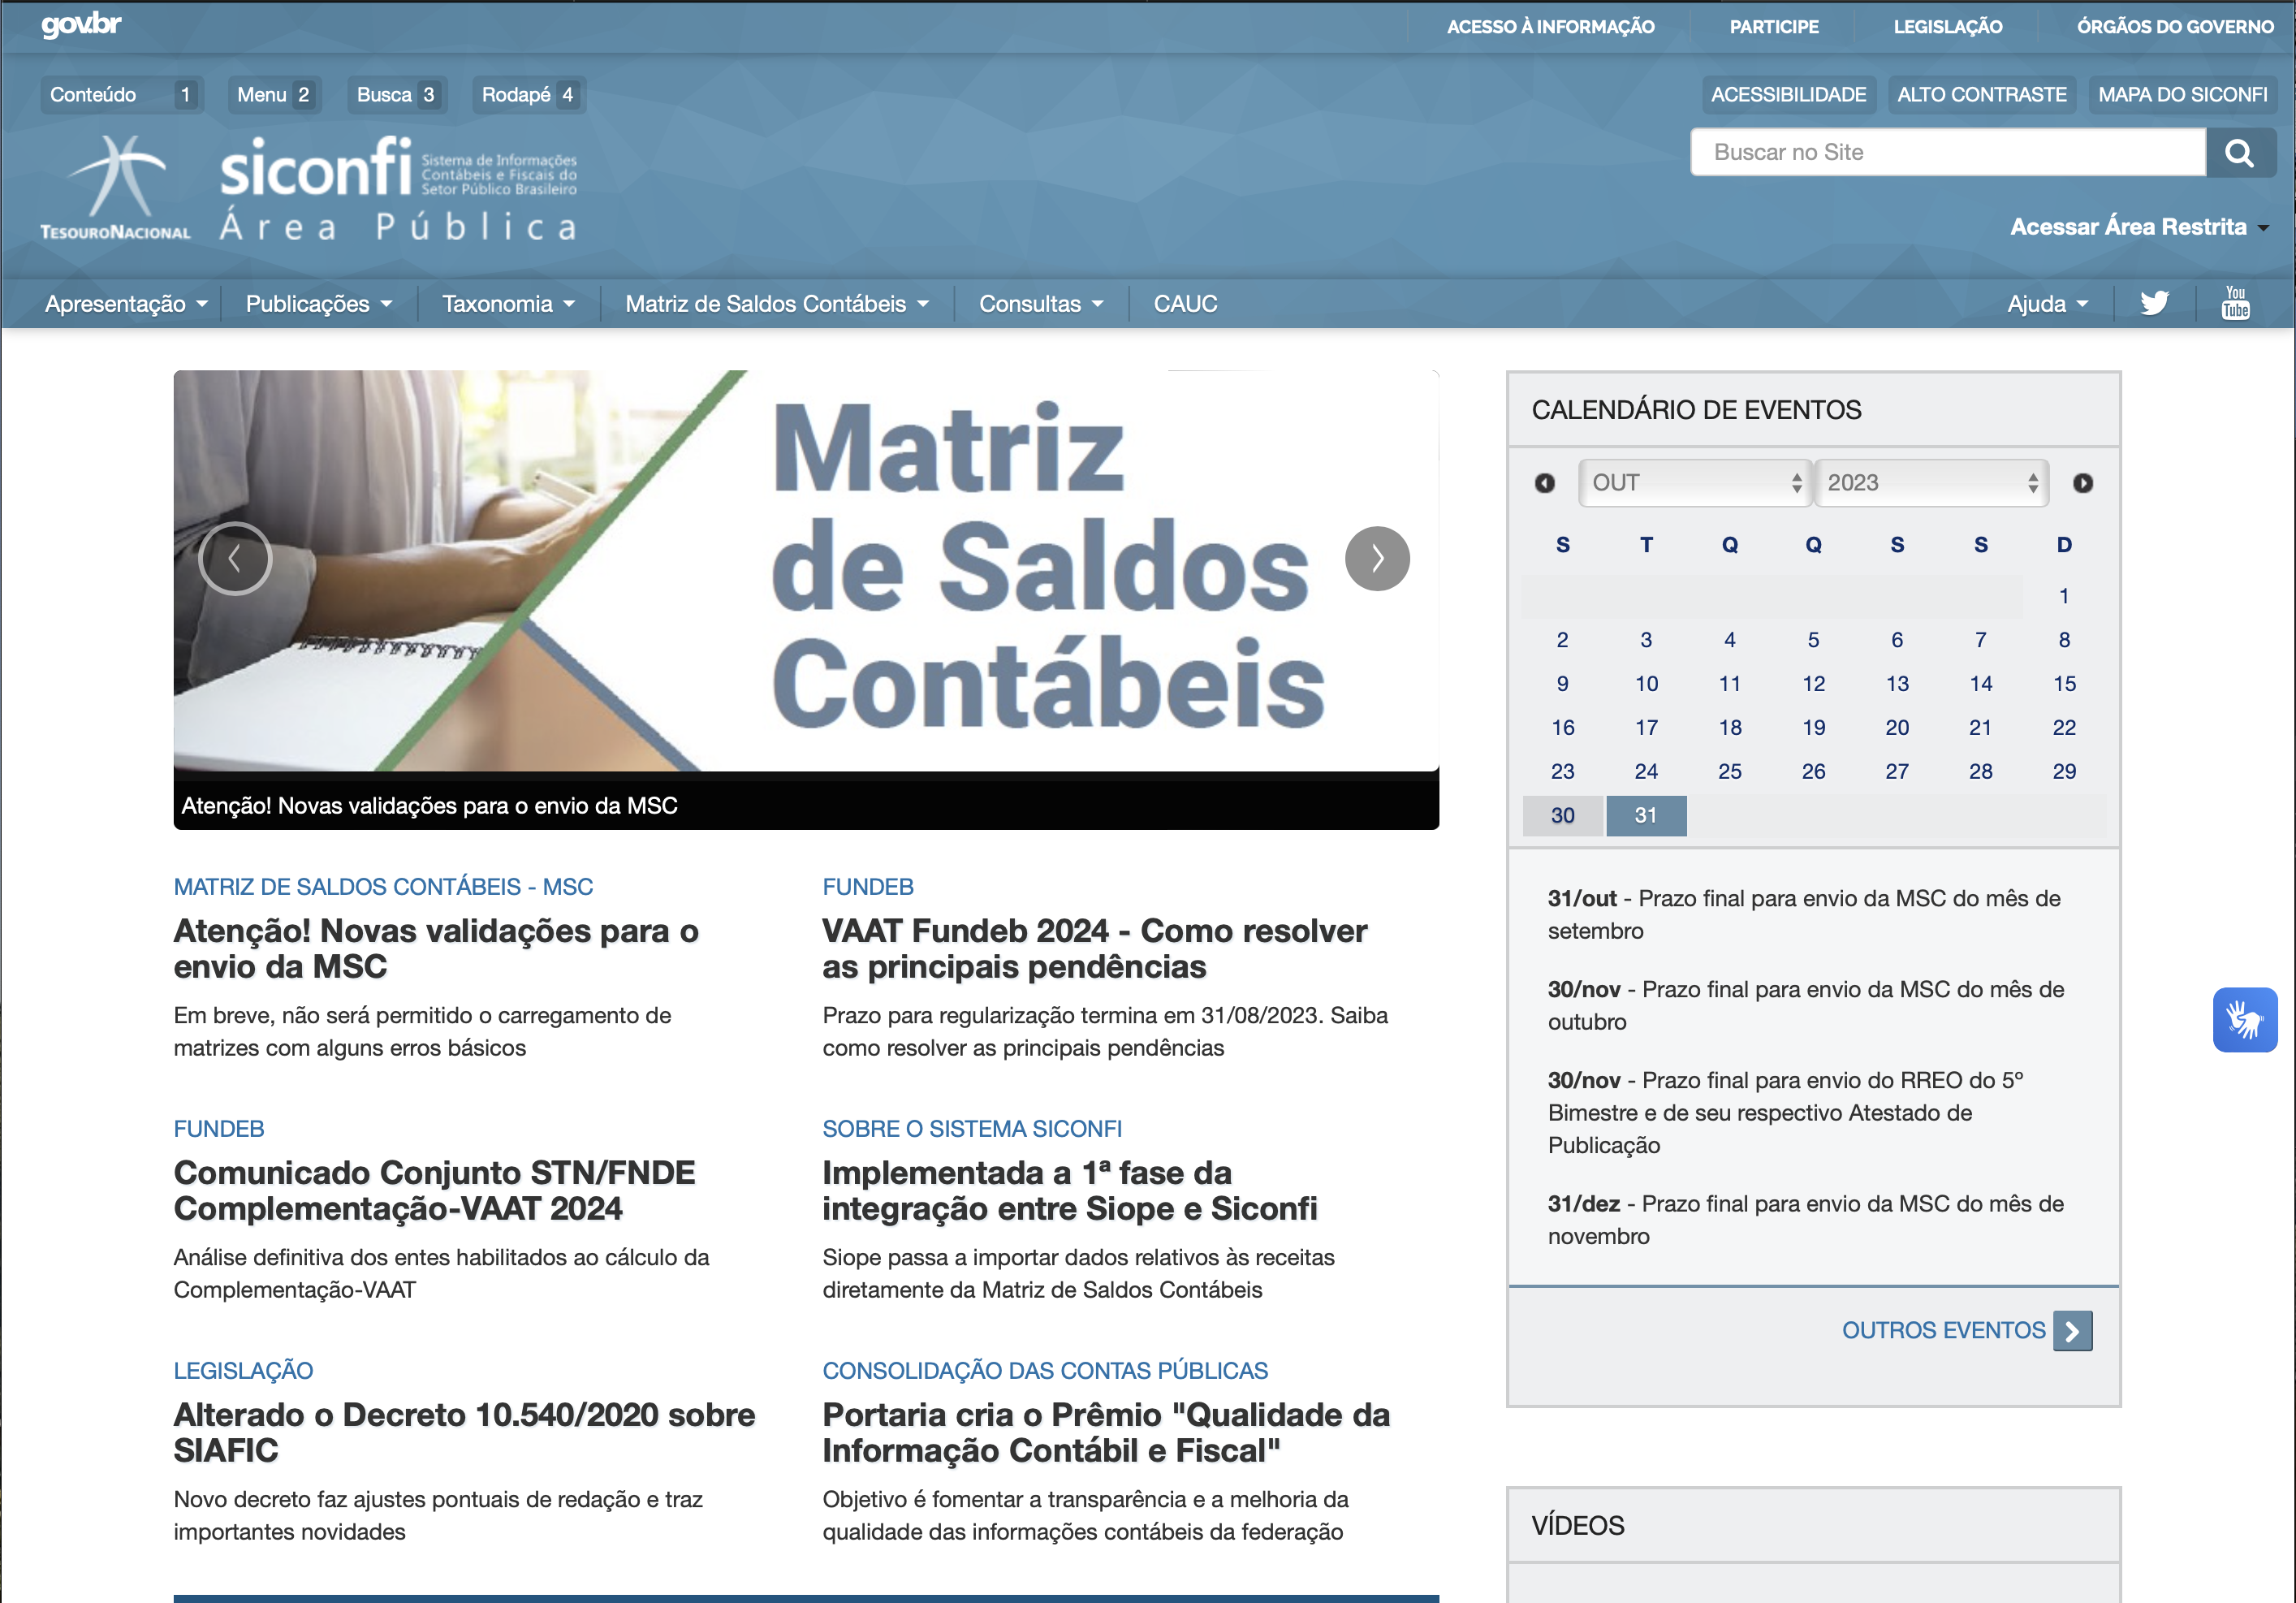 gov.br
ACESSO À INFORMAÇÃO
PARTICIPE
LEGISLAÇÃO
ÓRGÃOS DO GOVERNO
Conteúdo 1
Menu 2
Busca 3
Rodapé 4
ACESSIBILIDADE
ALTO CONTRASTE
MAPA DO SICONFI
TESOURONACIONAL
siconfi
Sistema de Informações
Contábeis e Fiscais do
Setor Público Brasileiro
Área Pública
Buscar no Site
Acessar Área Restrita
Apresentação
Publicações
Taxonomia
Matriz de Saldos Contábeis
Consultas
CAUC
Ajuda
You
Tube
Matriz
de Saldos
Contábeis
Atenção! Novas validações para o envio da MSC
MATRIZ DE SALDOS CONTÁBEIS - MSC
Atenção! Novas validações para o
envio da MSC
Em breve, não será permitido o carregamento de
matrizes com alguns erros básicos
FUNDEB
VAAT Fundeb 2024 - Como resolver
as principais pendências
Prazo para regularização termina em 31/08/2023. Saiba
como resolver as principais pendências
FUNDEB
Comunicado Conjunto STN/FNDE
Complementação-VAAT 2024
Análise definitiva dos entes habilitados ao cálculo da
Complementação-VAAT
SOBRE O SISTEMA SICONFI
Implementada a 1ª fase da
integração entre Siope e Siconfi
Siope passa a importar dados relativos às receitas
diretamente da Matriz de Saldos Contábeis
LEGISLAÇÃO
Alterado o Decreto 10.540/2020 sobre
SIAFIC
Novo decreto faz ajustes pontuais de redação e traz
importantes novidades
CONSOLIDAÇÃO DAS CONTAS PÚBLICAS
Portaria cria o Prêmio "Qualidade da
Informação Contábil e Fiscal"
Objetivo é fomentar a transparência e a melhoria da
qualidade das informações contábeis da federação
CALENDÁRIO DE EVENTOS
OUT 2023
S T Q Q S S D
1
2 3 4 5 6 7 8
9 10 11 12 13 14 15
16 17 18 19 20 21 22
23 24 25 26 27 28 29
30 31
31/out - Prazo final para envio da MSC do mês de
setembro
30/nov - Prazo final para envio da MSC do mês de
outubro
30/nov - Prazo final para envio do RREO do 5º
Bimestre e de seu respectivo Atestado de
Publicação
31/dez - Prazo final para envio da MSC do mês de
novembro
OUTROS EVENTOS
VÍDEOS